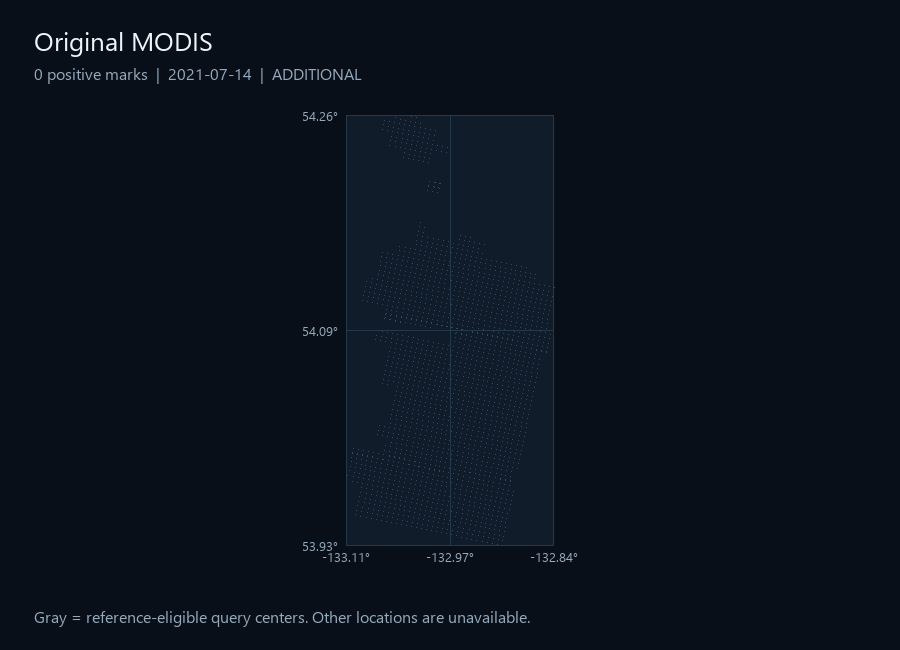 Original MODIS
0 positive marks | 2021-07-14 | ADDITIONAL
54.26°
54.09°
53.93°
-133.11° -132.97° -132.84°
Gray = reference-eligible query centers. Other locations are unavailable.